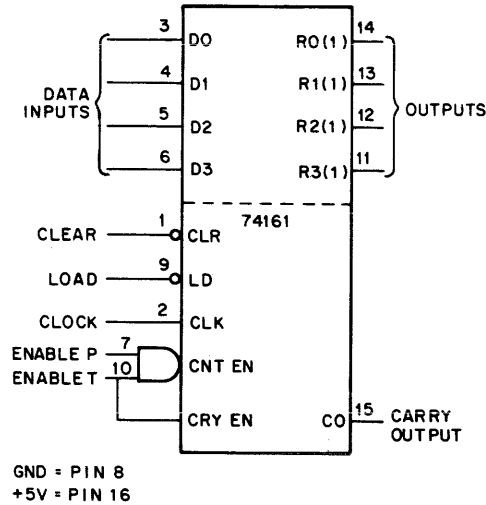 3 D0 R0(1) 14
4 D1 R1(1) 13
DATA INPUTS
OUTPUTS
5 D2 R2(1) 12
6 D3 R3(1) 11
74161
CLEAR 1 CLR
LOAD 9 LD
CLOCK 2 CLK
ENABLE P 7
CNT EN
ENABLE T 10
CRY EN CO 15 CARRY
OUTPUT
GND = PIN 8
+5V = PIN 16